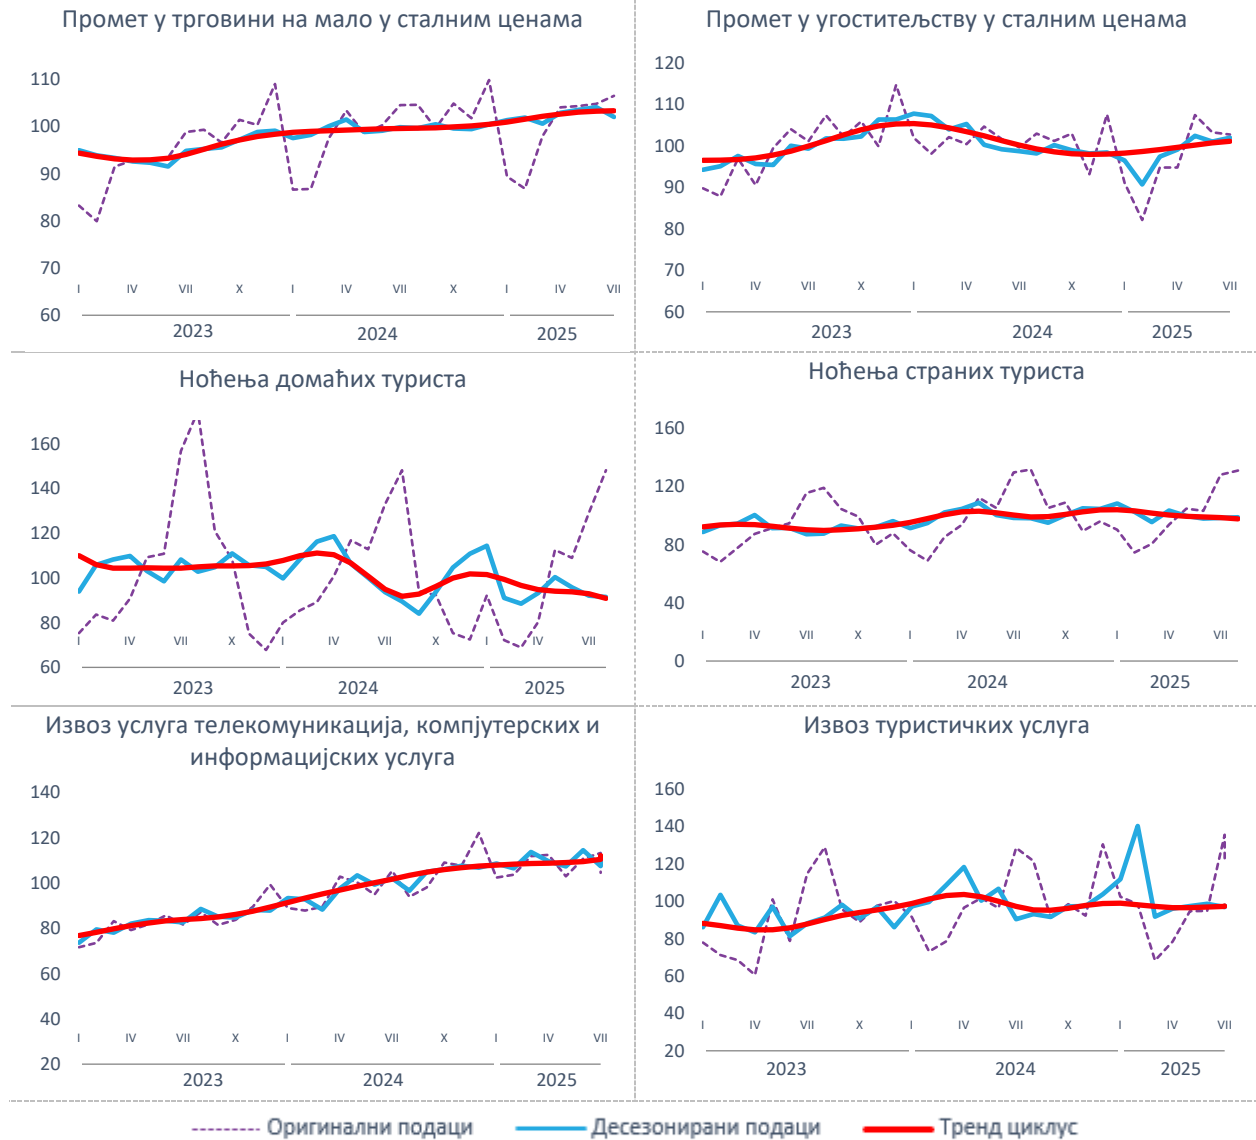 Промет у трговини на мало у сталним ценама
110
100
90
80
70
60
I IV VII X I IV VII X I IV VII
2023 2024 2025
Промет у угоститељству у сталним ценама
120
110
100
90
80
70
60
I IV VII X I IV VII X I IV VII
2023 2024 2025
Ноћења домаћих туриста
160
140
120
100
80
60
I IV VII X I IV VII X I IV VII
2023 2024 2025
Ноћења страних туриста
160
120
80
40
0
I IV VII X I IV VII X I IV VII
2023 2024 2025
Извоз услуга телекомуникација, компјутерских и
информацијских услуга
140
120
100
80
60
40
20
I IV VII X I IV VII X I IV VII
2023 2024 2025
Извоз туристичких услуга
160
140
120
100
80
60
40
20
I IV VII X I IV VII X I IV VII
2023 2024 2025
Оригинални подаци Десезонирани подаци Тренд циклус